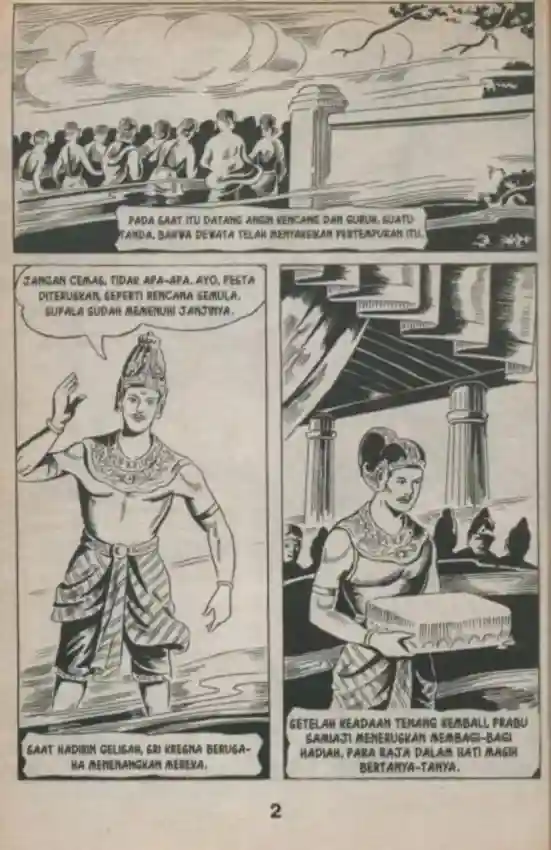 PADA SAAT ITU DATANG ANGIN KENCANG DAN GURUH. SUATU
TANDA, BAHWA DEWATA TELAH MENYAKSIKAN PERTEMPURAN ITU.
JANGAN CEMAS, TIDAK APA-APA. AYO, PESTA
DITERUSKAN, SEPERTI RENCANA SEMULA.
SUPALA SUDAH MEMENUHI JANJINYA.
SAAT HADIRIN GELISAH, SRI KRESNA BERUSA-
HA MENENANGKAN MEREKA.
SETELAH KEADAAN TENANG KEMBALI, PRABU
SAMIAJI MENERUSKAN MEMBAGI-BAGI
HADIAH. PARA RAJA DALAM HATI MASIH
BERTANYA-TANYA.
2